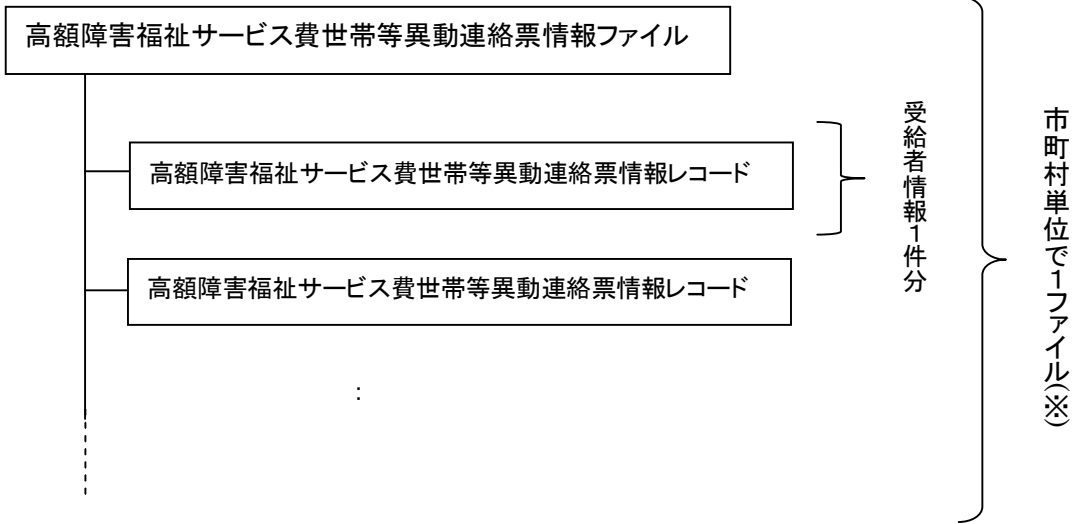 高額障害福祉サービス費世帯等異動連絡票情報ファイル
高額障害福祉サービス費世帯等異動連絡票情報レコード
高額障害福祉サービス費世帯等異動連絡票情報レコード
:
受給者情報1件分
市町村単位で1ファイル(※)